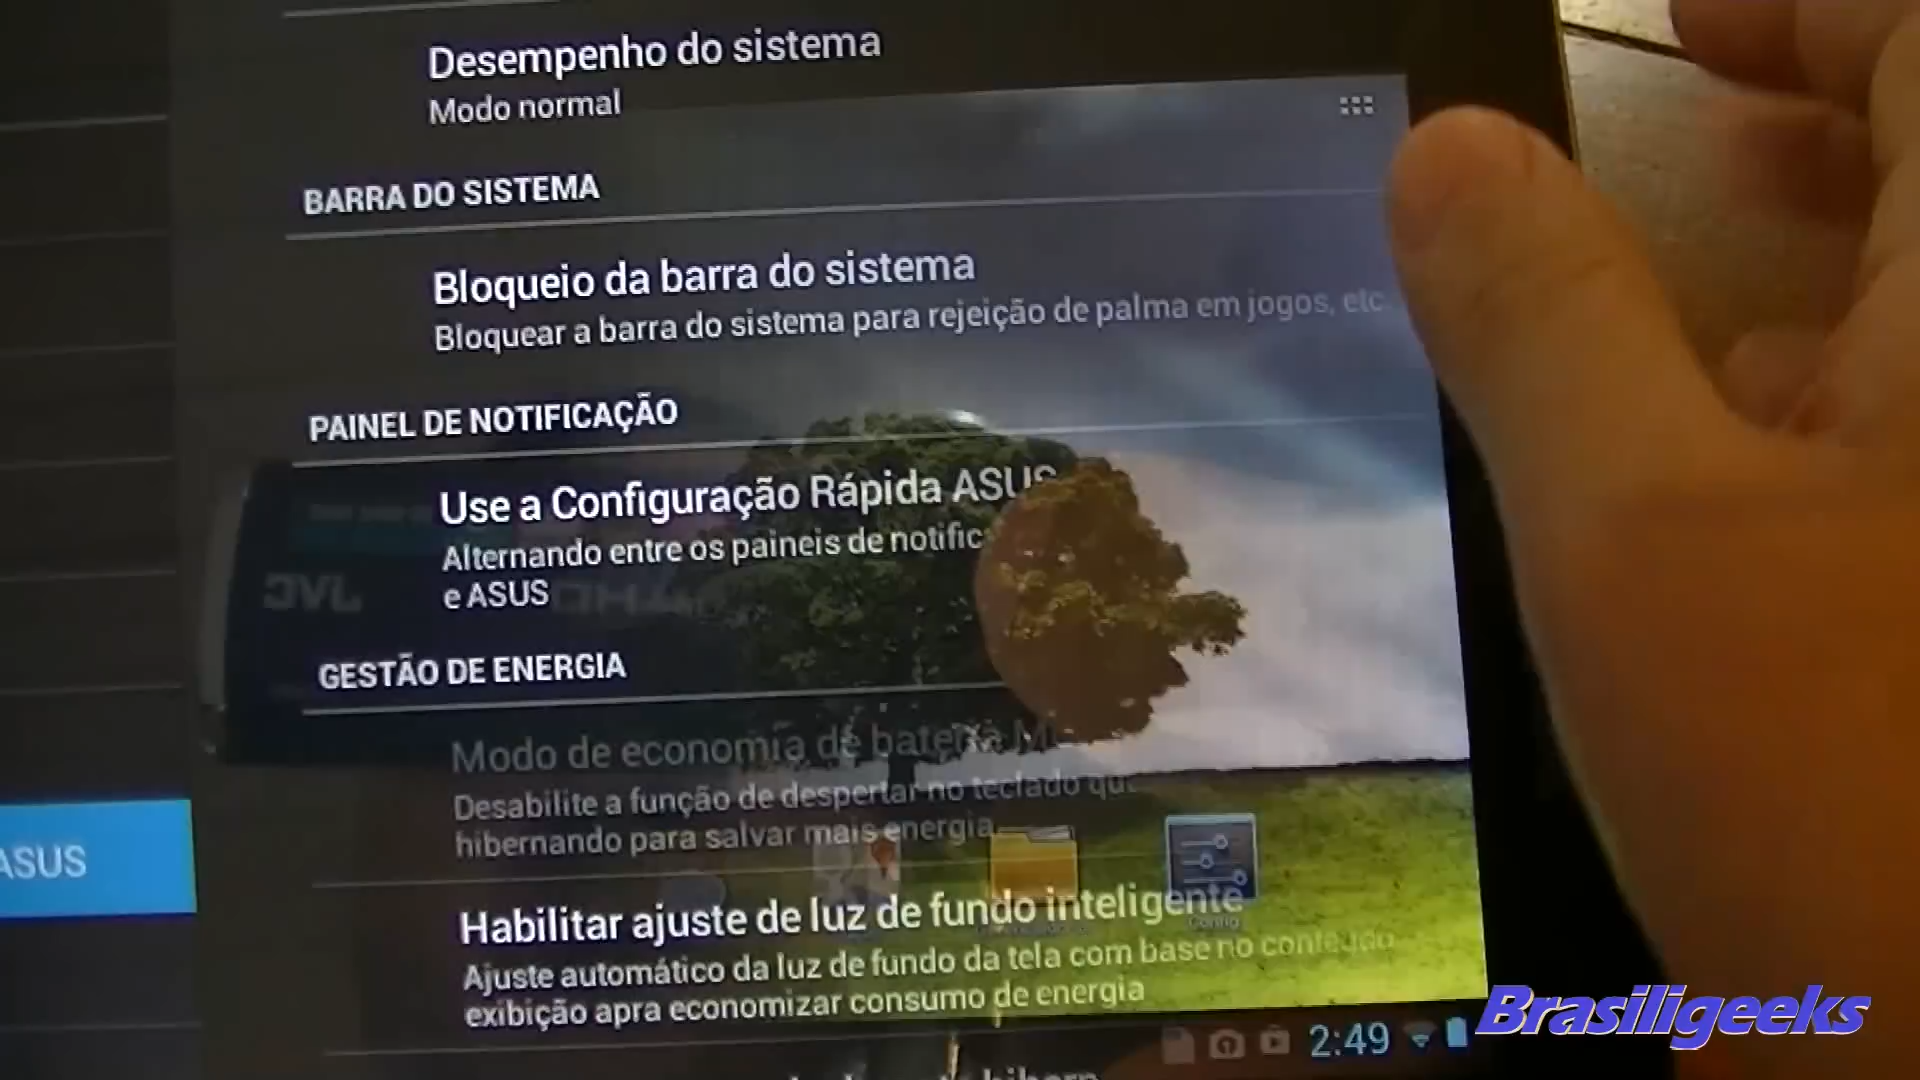 Desempenho do sistema
Modo normal
BARRA DO SISTEMA
Bloqueio da barra do sistema
Bloquear a barra do sistema para rejeição de palma em jogos, etc.
PAINEL DE NOTIFICAÇÃO
Use a Configuração Rápida ASUS
Alternando entre os paineis de
e ASUS
JVL
GESTÃO DE ENERGIA
Modo de economia de bateria
Desabilite a função de despertar no teclado
hibernando para salvar mais energia
ASUS
Habilitar ajuste de luz de fundo inteligente
Config
Ajuste automático da luz de fundo da tela com base no conteúdo
exibição apra economizar consumo de energia
2:49
Brasiligeeks